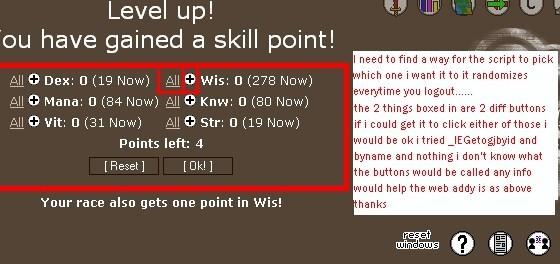 Level up!
You have gained a skill point!
All Dex: 0 (19 Now) All Wis: 0 (278 Now)
All Mana: 0 (84 Now) All Knw: 0 (80 Now)
All Vit: 0 (31 Now) All Str: 0 (19 Now)
Points left: 4
[ Reset ] [ Ok! ]
Your race also gets one point in Wis!
I need to find a way for the script to pick
which one i want it to it randomizes
everytime you logout......
the 2 things boxed in are 2 diff buttons
if i could get it to click either of those i
would be ok i tried _IEGetogjbyid and
byname and nothing i don't know what
the buttons would be called any info
would help the web addy is as above
thanks
reset
windows